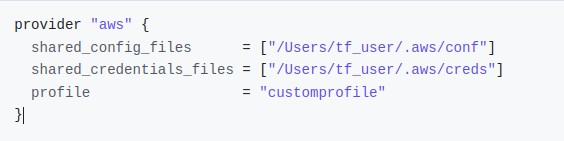 provider "aws" {
  shared_config_files      = ["/Users/tf_user/.aws/conf"]
  shared_credentials_files = ["/Users/tf_user/.aws/creds"]
  profile                  = "customprofile"
}